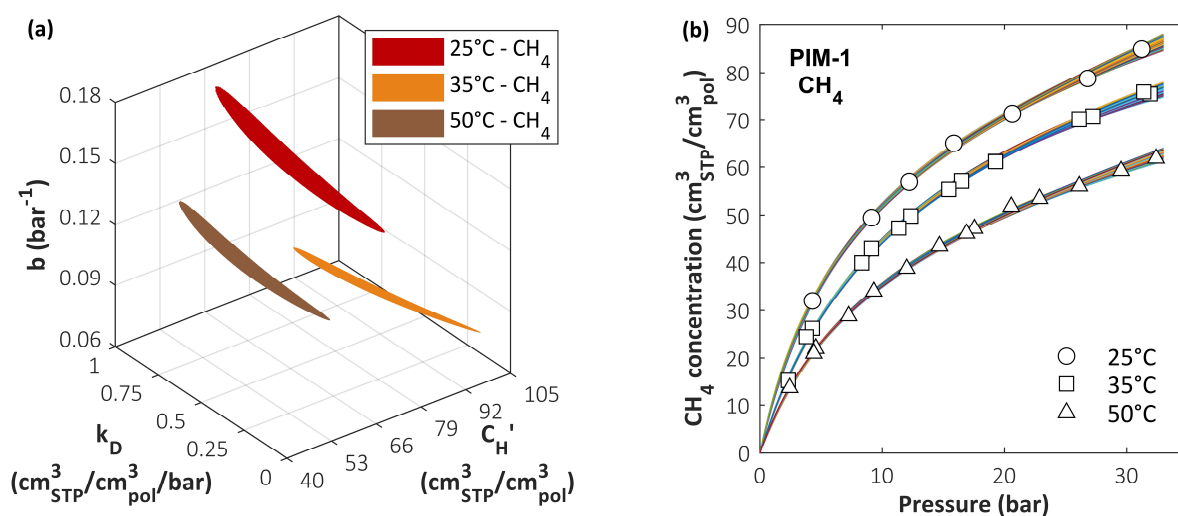 (a)
25°C - CH4
35°C - CH4
50°C - CH4
0.18
0.15
0.12
0.09
0.06
b (bar-1)
1
0.75
0.5
0.25
0
kD
(cm3STP/cm3pol/bar)
40
53
66
79
92
105
CH'
(cm3STP/cm3pol)
(b)
PIM-1
CH4
90
80
70
60
50
40
30
20
10
0
CH4 concentration (cm3STP/cm3pol)
25°C
35°C
50°C
0
10
20
30
Pressure (bar)